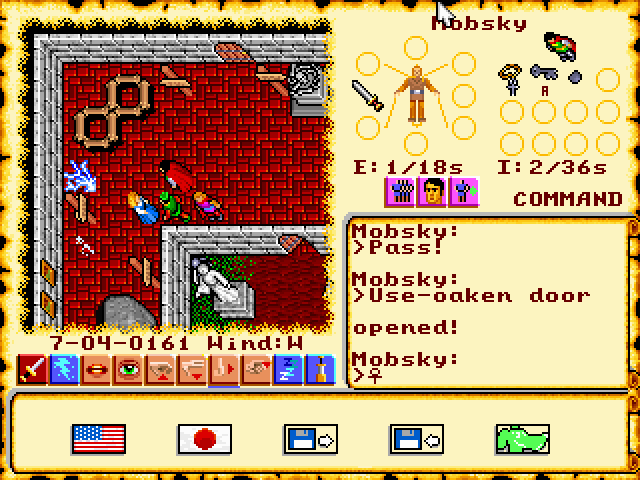 Mobsky
A
E: 1/18s I: 2/36s
COMMAND
Mobsky:
>Pass!
Mobsky:
>Use-oaken door
opened!
Mobsky:
>
7-04-0161 Wind:W